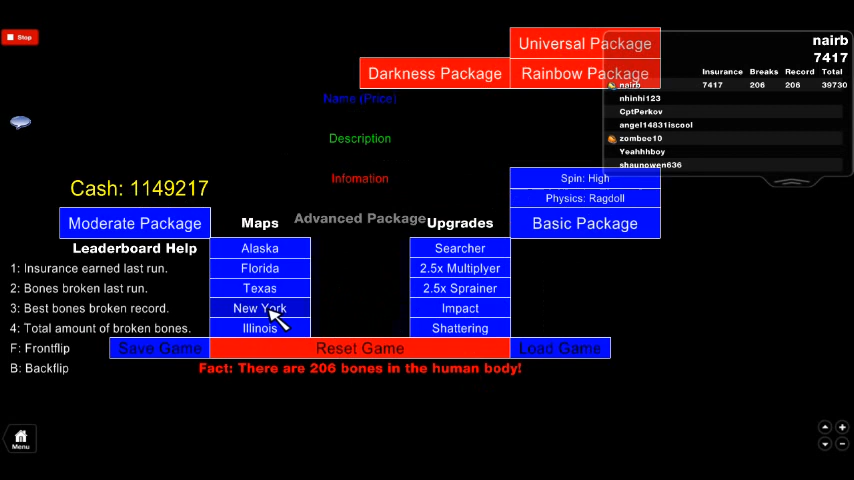 Stop
Universal Package
nairb
7417
Darkness Package
Rainbow Package
Insurance Breaks Record Total
nairb 7417 206 206 39730
nhinhi123
CptPerkov
angel14831iscool
zombee10
Yeahhhboy
shaunowen636
Name (Price)
Description
Infomation
Cash: 1149217
Spin: High
Physics: Ragdoll
Moderate Package
Maps
Advanced Package
Upgrades
Basic Package
Leaderboard Help
Alaska
Searcher
1: Insurance earned last run.
Florida
2.5x Multiplyer
2: Bones broken last run.
Texas
2.5x Sprainer
3: Best bones broken record.
New York
Impact
4: Total amount of broken bones.
Illinois
Shattering
F: Frontflip
Save Game
Reset Game
Load Game
B: Backflip
Fact: There are 206 bones in the human body!
Menu